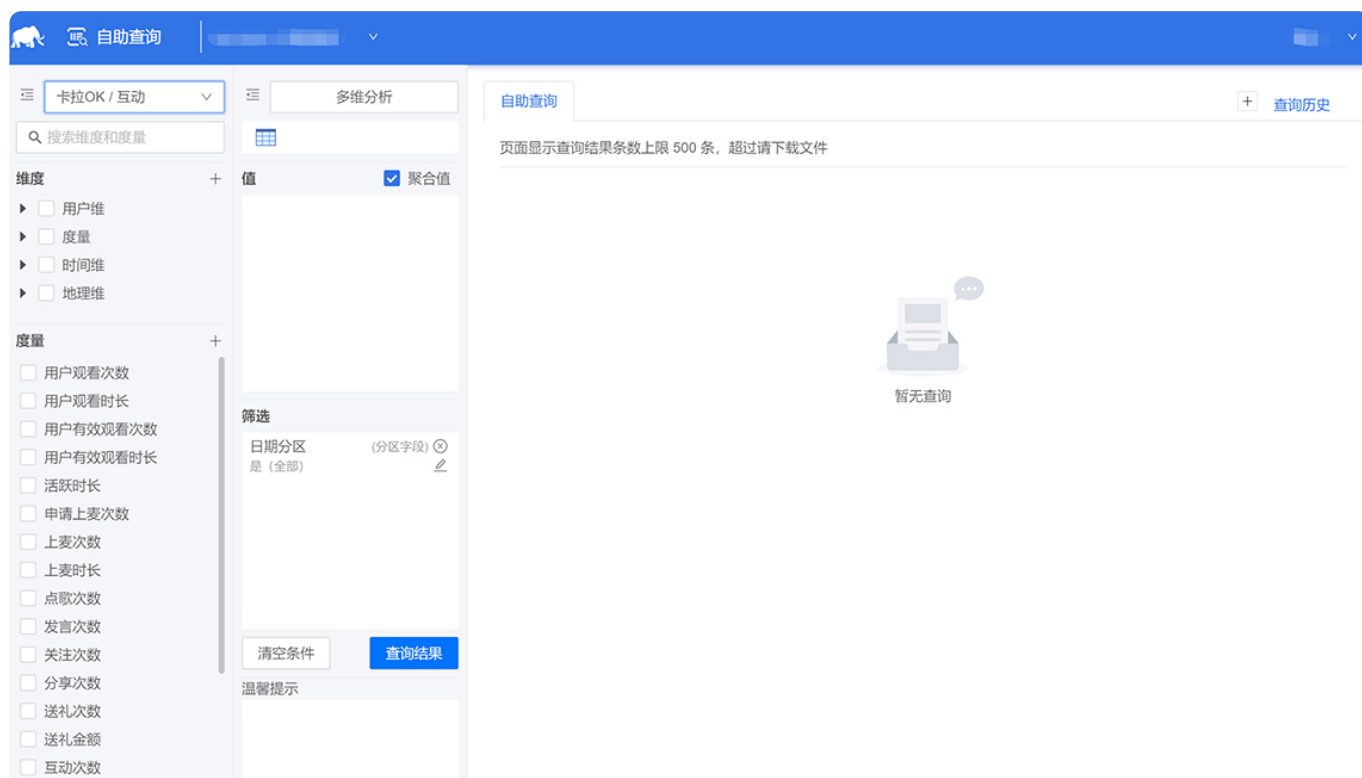 自助查询
卡拉OK / 互动
搜索维度和度量
维度
用户维
度量
时间维
地理维
度量
用户观看次数
用户观看时长
用户有效观看次数
用户有效观看时长
活跃时长
申请上麦次数
上麦次数
上麦时长
点歌次数
发言次数
关注次数
分享次数
送礼次数
送礼金额
互动次数
多维分析
值 聚合值
筛选
日期分区 (分区字段)
是（全部）
清空条件 查询结果
温馨提示
自助查询 查询历史
页面显示查询结果条数上限 500 条，超过请下载文件
暂无查询